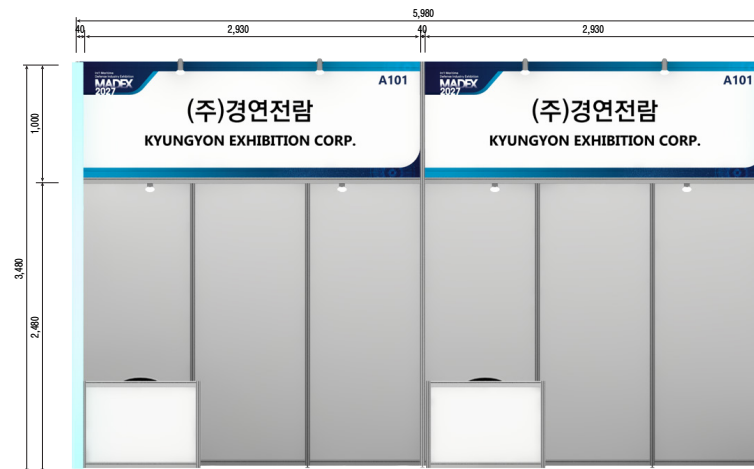 5,980
40
2,930
40
2,930
MADEX
2027
A101
(주)경연전람
KYUNGYON EXHIBITION CORP.
MADEX
2027
A101
(주)경연전람
KYUNGYON EXHIBITION CORP.
1,000
3,480
2,480